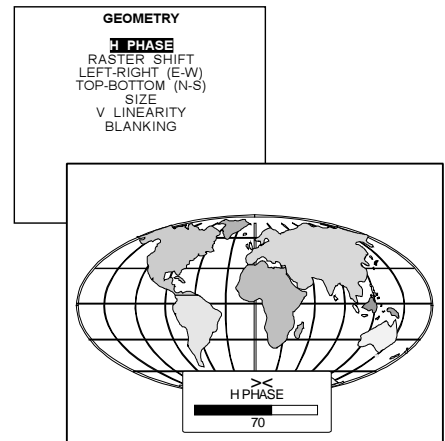 GEOMETRY
H PHASE
RASTER SHIFT
LEFT-RIGHT (E-W)
TOP-BOTTOM (N-S)
SIZE
V LINEARITY
BLANKING
H PHASE
70